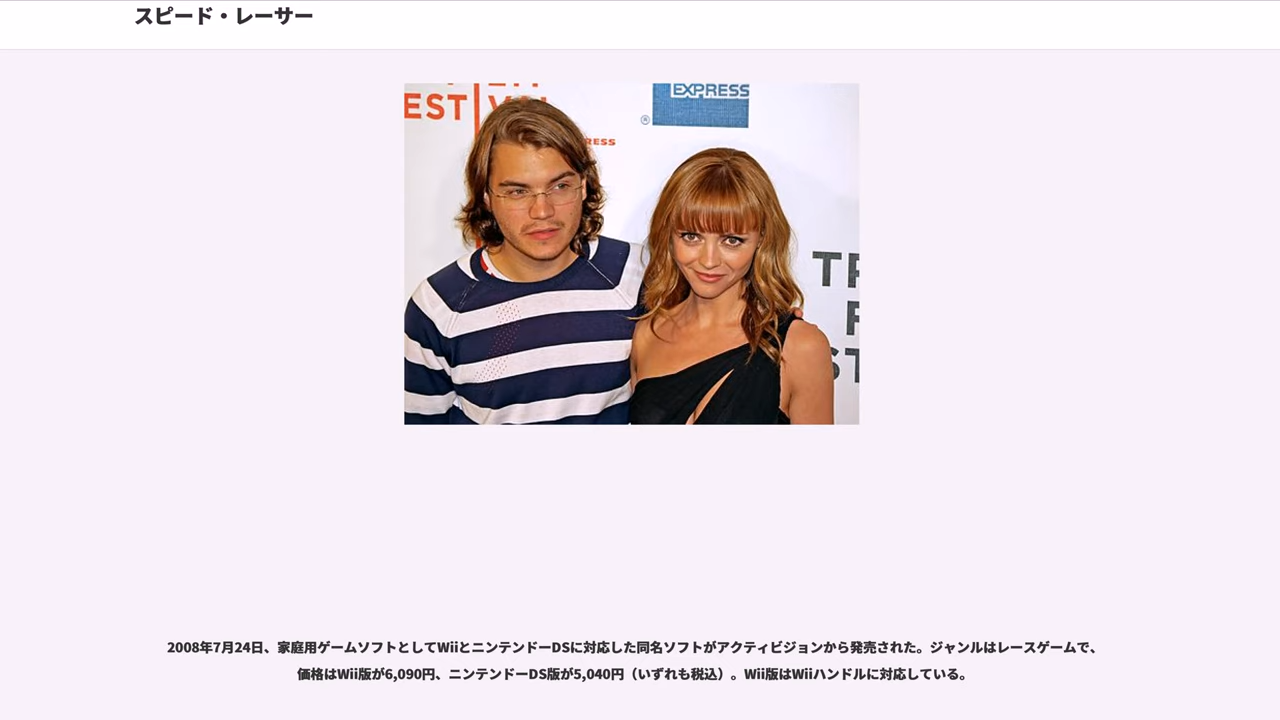 スピード・レーサー
EXPRESS
EST
®
RESS
2008年7月24日、家庭用ゲームソフトとしてWiiとニンテンドーDSに対応した同名ソフトがアクティビジョンから発売された。ジャンルはレースゲームで、
価格はWii版が6,090円、ニンテンドーDS版が5,040円（いずれも税込）。Wii版はWiiハンドルに対応している。